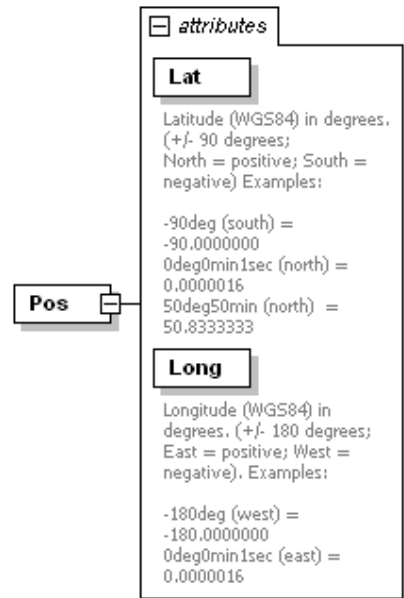 attributes
Lat
Latitude (WGS84) in degrees.
(+/- 90 degrees;
North = positive; South =
negative) Examples:
-90deg (south) =
-90.0000000
0deg0min1sec (north) =
0.0000016
50deg50min (north) =
50.8333333
Pos
Long
Longitude (WGS84) in
degrees. (+/- 180 degrees;
East = positive; West =
negative). Examples:
-180deg (west) =
-180.0000000
0deg0min1sec (east) =
0.0000016